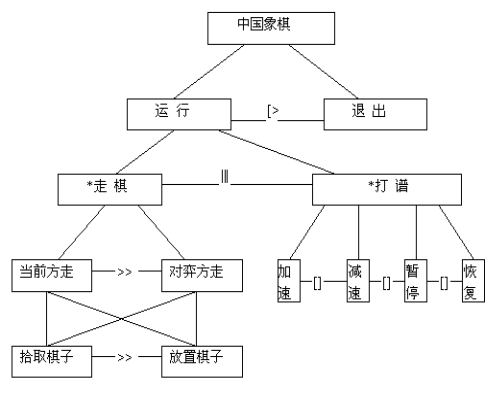 中国象棋
运 行
[>
退 出
*走 棋
|||
*打 谱
当前方走
>>
对弈方走
加
速
[]
减
速
[]
暂
停
[]
恢
复
拾取棋子
>>
放置棋子